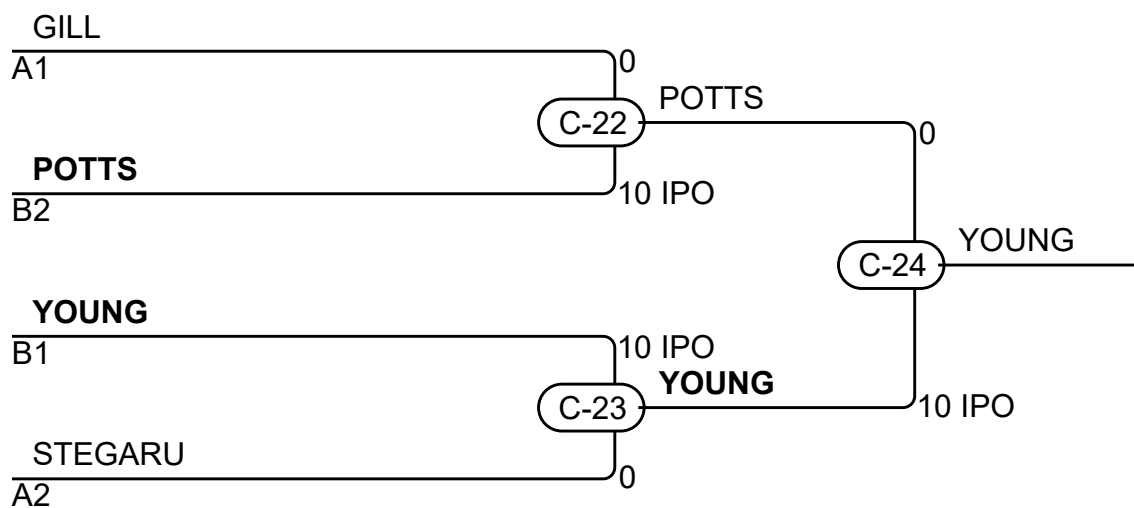 GILL
A1
0
C-22
POTTS
0
POTTS
B2
10 IPO
C-24
YOUNG
YOUNG
B1
10 IPO
YOUNG
C-23
10 IPO
STEGARU
A2
0